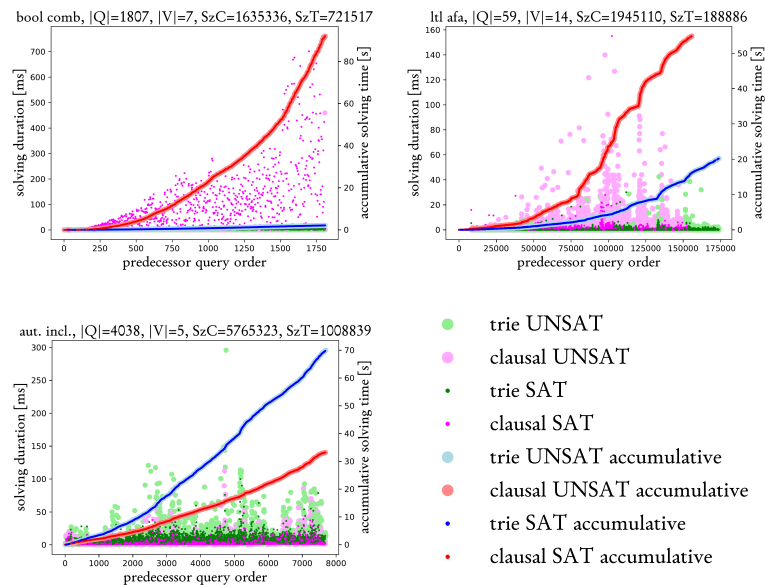 bool comb, |Q|=1807, |V|=7, SzC=1635336, SzT=721517
700
600
500
400
300
200
100
0
solving duration [ms]
80
60
40
20
0
accumulative solving time [s]
0 250 500 750 1000 1250 1500 1750
predecessor query order
ltl afa, |Q|=59, |V|=14, SzC=1945110, SzT=188886
160
140
120
100
80
60
40
20
0
solving duration [ms]
50
40
30
20
10
0
accumulative solving time [s]
0 25000 50000 75000 100000 125000 150000 175000
predecessor query order
aut. incl., |Q|=4038, |V|=5, SzC=5765323, SzT=1008839
300
250
200
150
100
50
0
solving duration [ms]
70
60
50
40
30
20
10
0
accumulative solving time [s]
0 1000 2000 3000 4000 5000 6000 7000 8000
predecessor query order
trie UNSAT
clausal UNSAT
trie SAT
clausal SAT
trie UNSAT accumulative
clausal UNSAT accumulative
trie SAT accumulative
clausal SAT accumulative